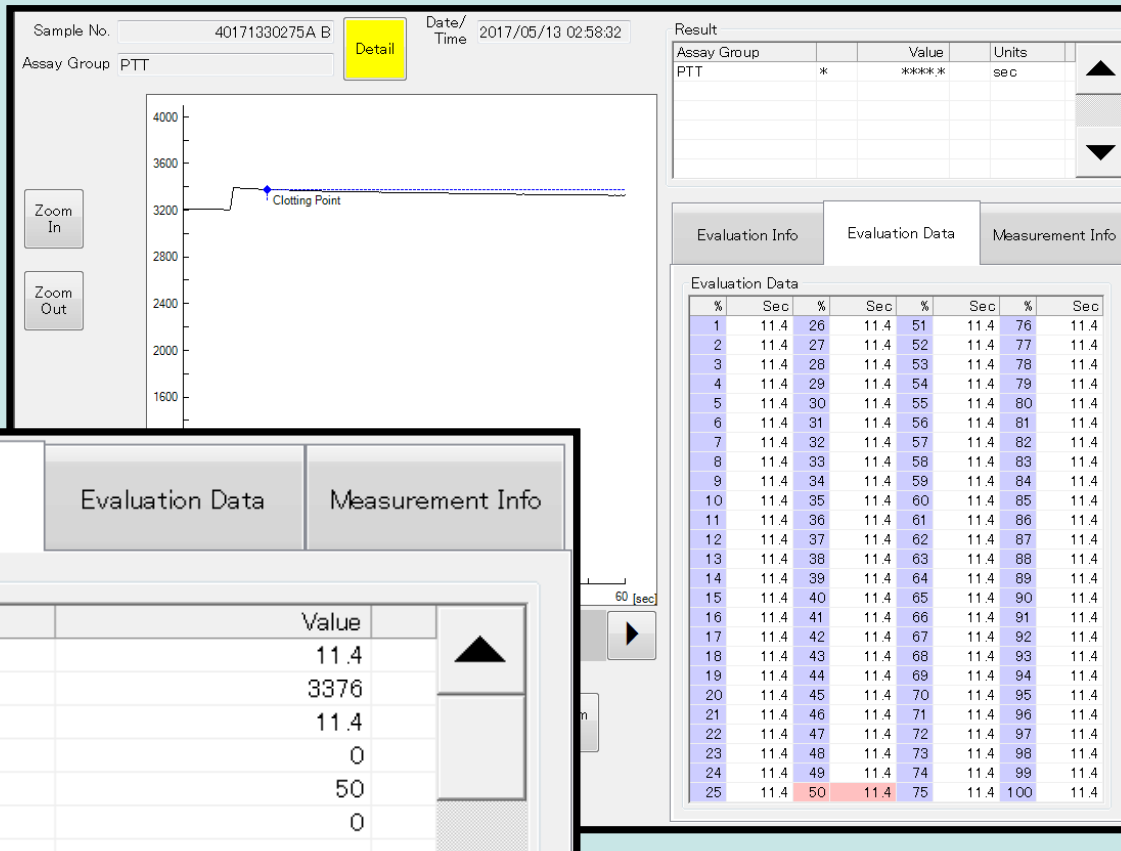 Sample No. 40171330275A B
Detail
Date/ Time 2017/05/13 02:58:32
Assay Group PTT
Result
Assay Group Value Units
PTT * ****.* sec
4000
3600
3200
2800
2400
2000
1600
Clotting Point
60 [sec]
Zoom In
Zoom Out
Evaluation Info Evaluation Data Measurement Info
Evaluation Data
% Sec % Sec % Sec % Sec
1 11.4 26 11.4 51 11.4 76 11.4
2 11.4 27 11.4 52 11.4 77 11.4
3 11.4 28 11.4 53 11.4 78 11.4
4 11.4 29 11.4 54 11.4 79 11.4
5 11.4 30 11.4 55 11.4 80 11.4
6 11.4 31 11.4 56 11.4 81 11.4
7 11.4 32 11.4 57 11.4 82 11.4
8 11.4 33 11.4 58 11.4 83 11.4
9 11.4 34 11.4 59 11.4 84 11.4
10 11.4 35 11.4 60 11.4 85 11.4
11 11.4 36 11.4 61 11.4 86 11.4
12 11.4 37 11.4 62 11.4 87 11.4
13 11.4 38 11.4 63 11.4 88 11.4
14 11.4 39 11.4 64 11.4 89 11.4
15 11.4 40 11.4 65 11.4 90 11.4
16 11.4 41 11.4 66 11.4 91 11.4
17 11.4 42 11.4 67 11.4 92 11.4
18 11.4 43 11.4 68 11.4 93 11.4
19 11.4 44 11.4 69 11.4 94 11.4
20 11.4 45 11.4 70 11.4 95 11.4
21 11.4 46 11.4 71 11.4 96 11.4
22 11.4 47 11.4 72 11.4 97 11.4
23 11.4 48 11.4 73 11.4 98 11.4
24 11.4 49 11.4 74 11.4 99 11.4
25 11.4 50 11.4 75 11.4 100 11.4
Evaluation Data Measurement Info
Value
11.4
3376
11.4
0
50
0